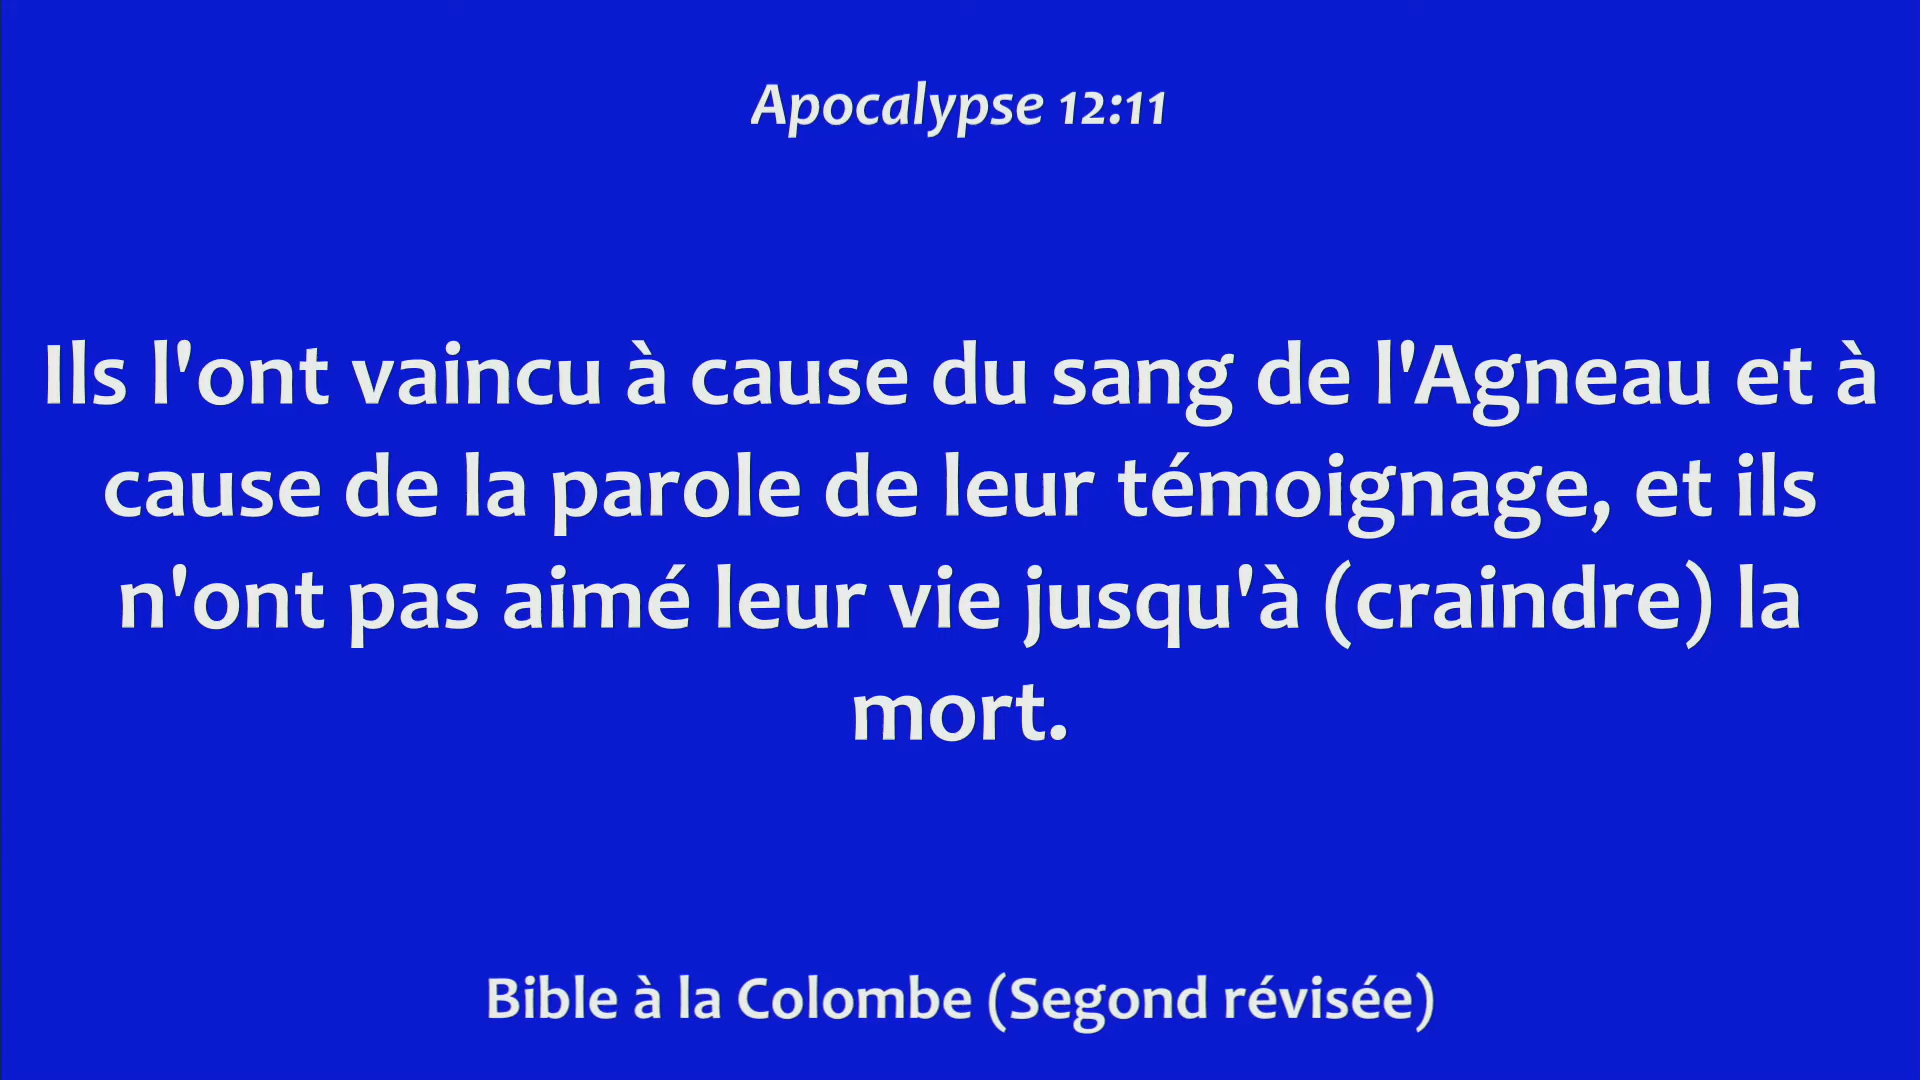 Apocalypse 12:11
Ils l'ont vaincu à cause du sang de l'Agneau et à
cause de la parole de leur témoignage, et ils
n'ont pas aimé leur vie jusqu'à (craindre) la
mort.
Bible à la Colombe (Segond révisée)